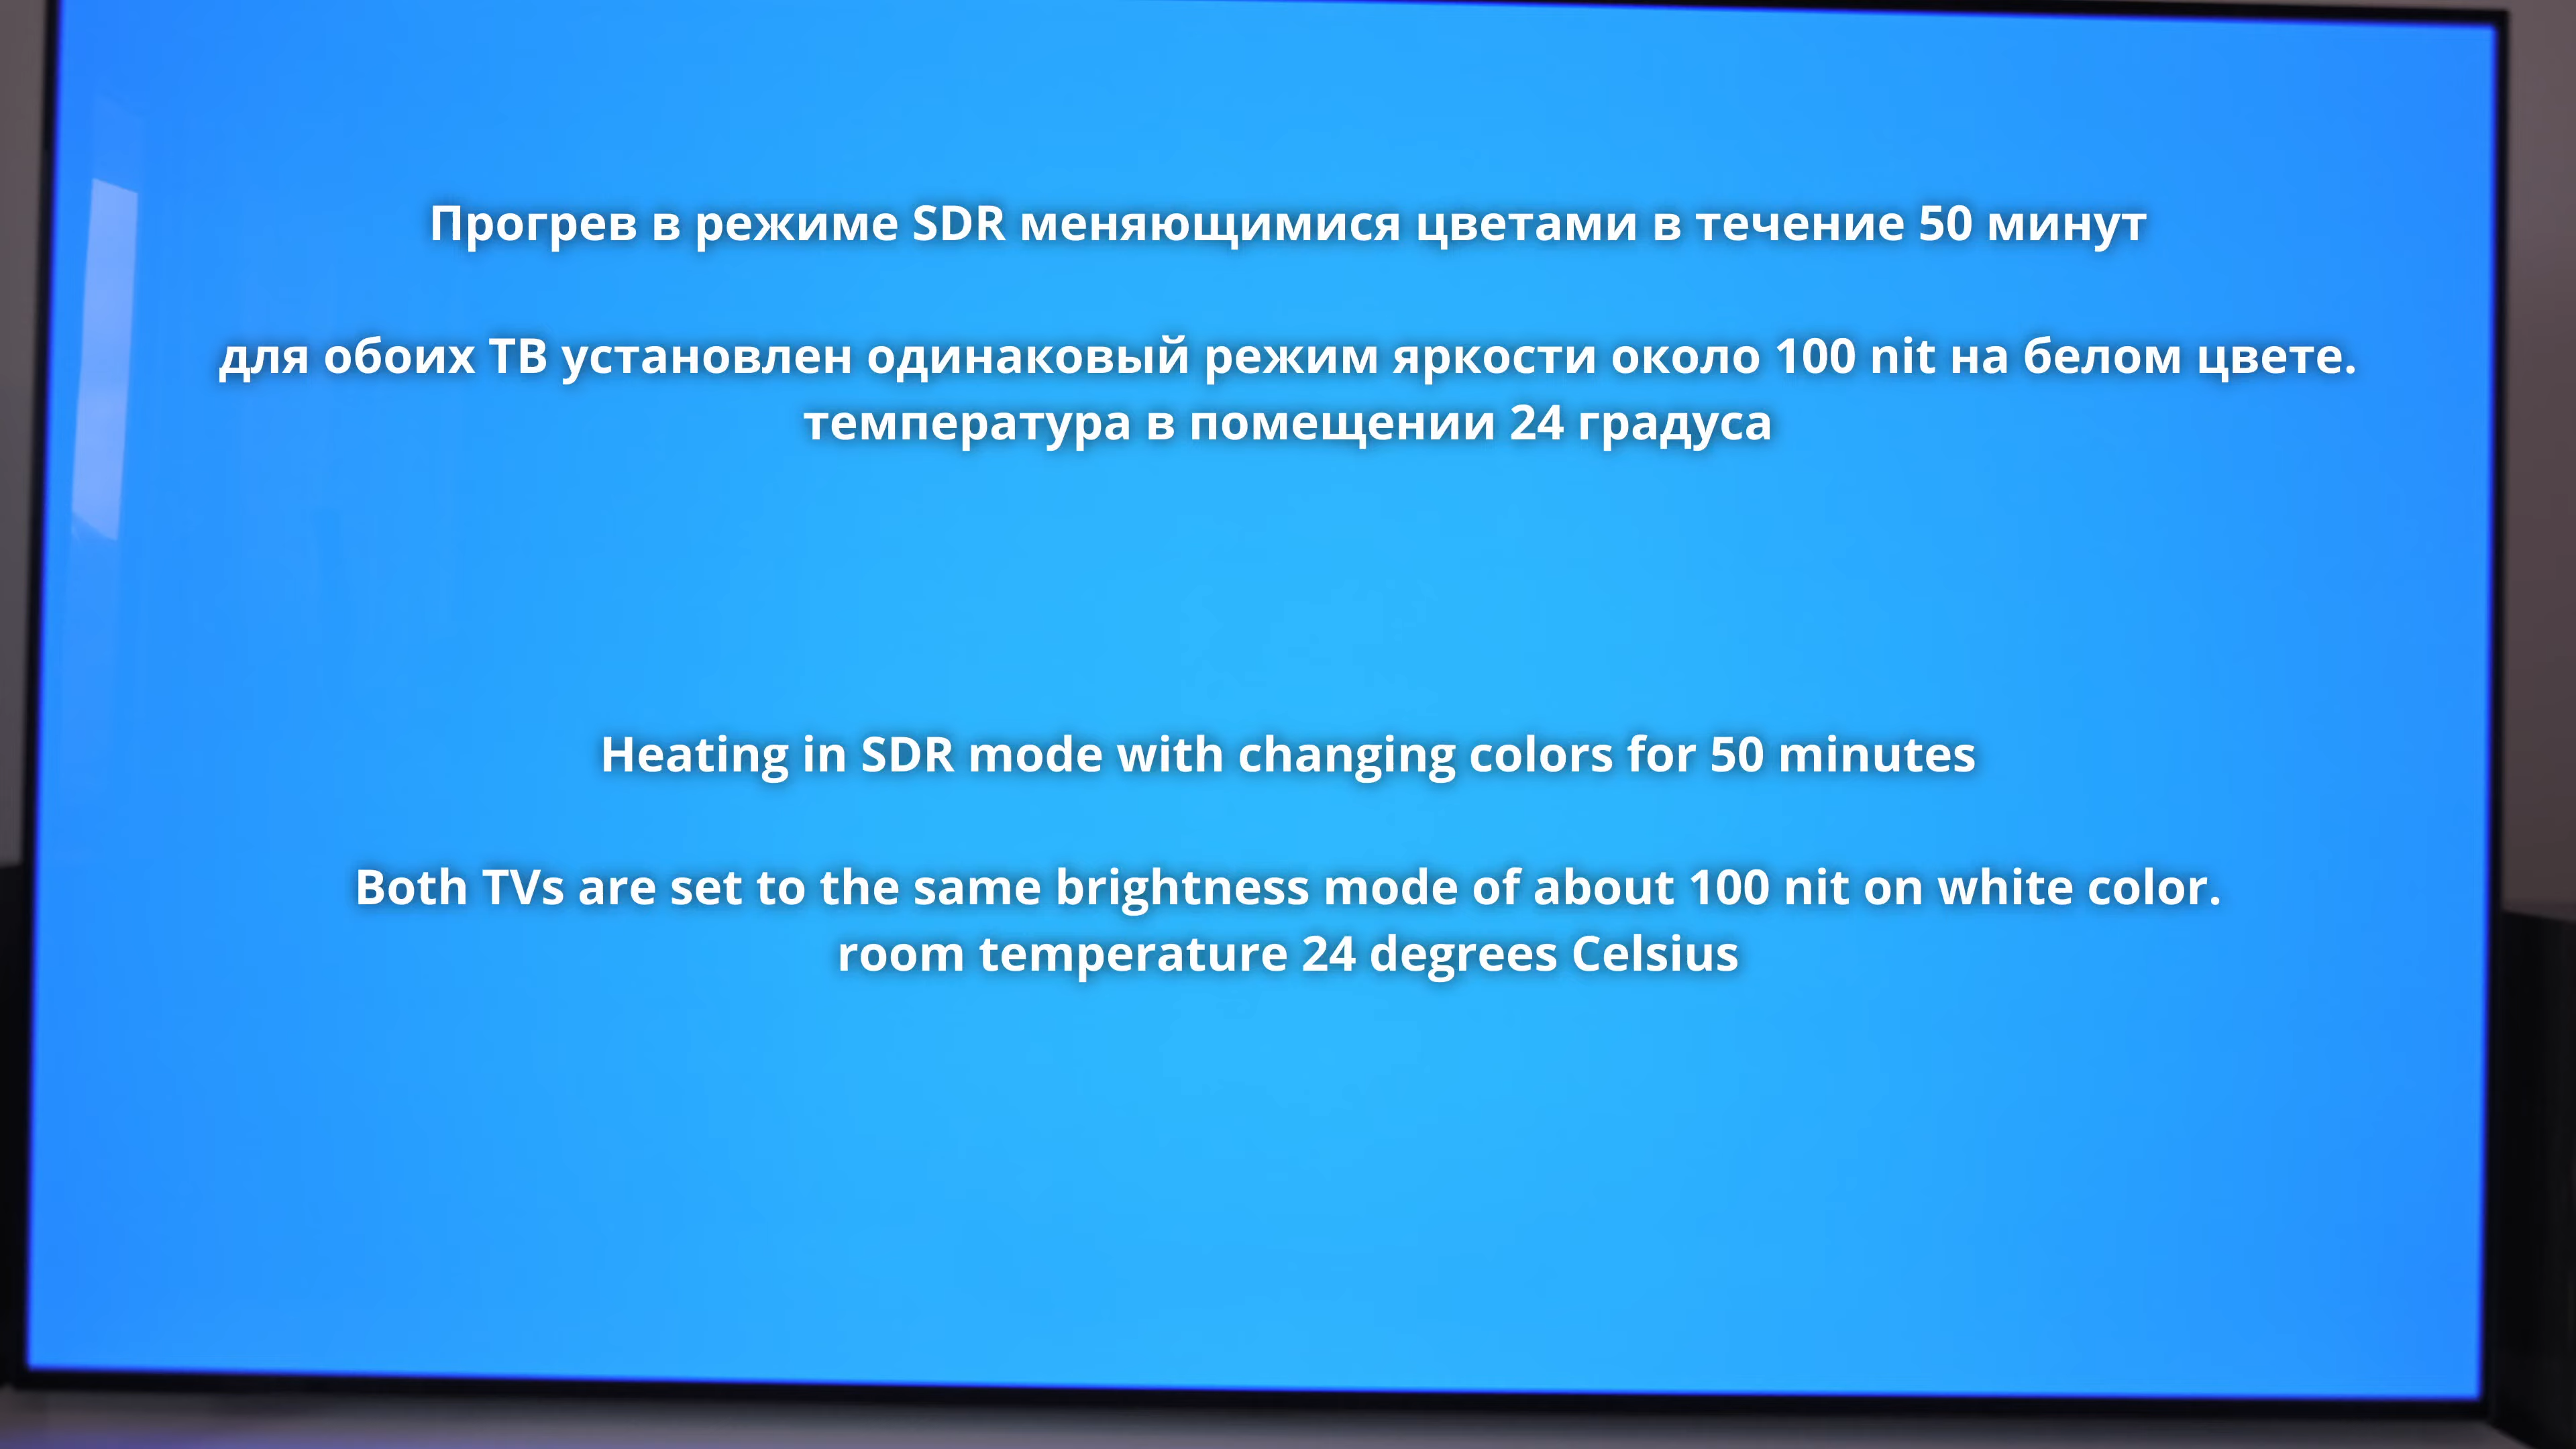 Прогрев в режиме SDR меняющимися цветами в течение 50 минут
для обоих ТВ установлен одинаковый режим яркости около 100 nit на белом цвете.
температура в помещении 24 градуса
Heating in SDR mode with changing colors for 50 minutes
Both TVs are set to the same brightness mode of about 100 nit on white color.
room temperature 24 degrees Celsius